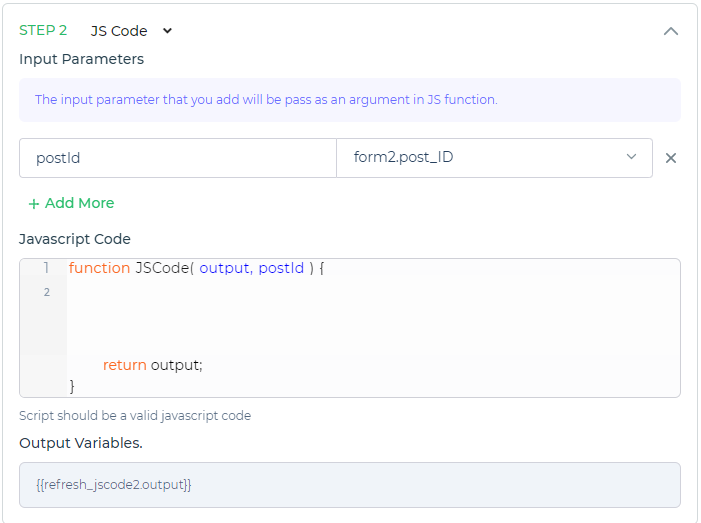 STEP 2 JS Code
Input Parameters
The input parameter that you add will be pass as an argument in JS function.
postId form2.post_ID
+ Add More
Javascript Code
1 function JSCode( output, postId ) {
2
return output;
}
Script should be a valid javascript code
Output Variables.
{{refresh_jscode2.output}}